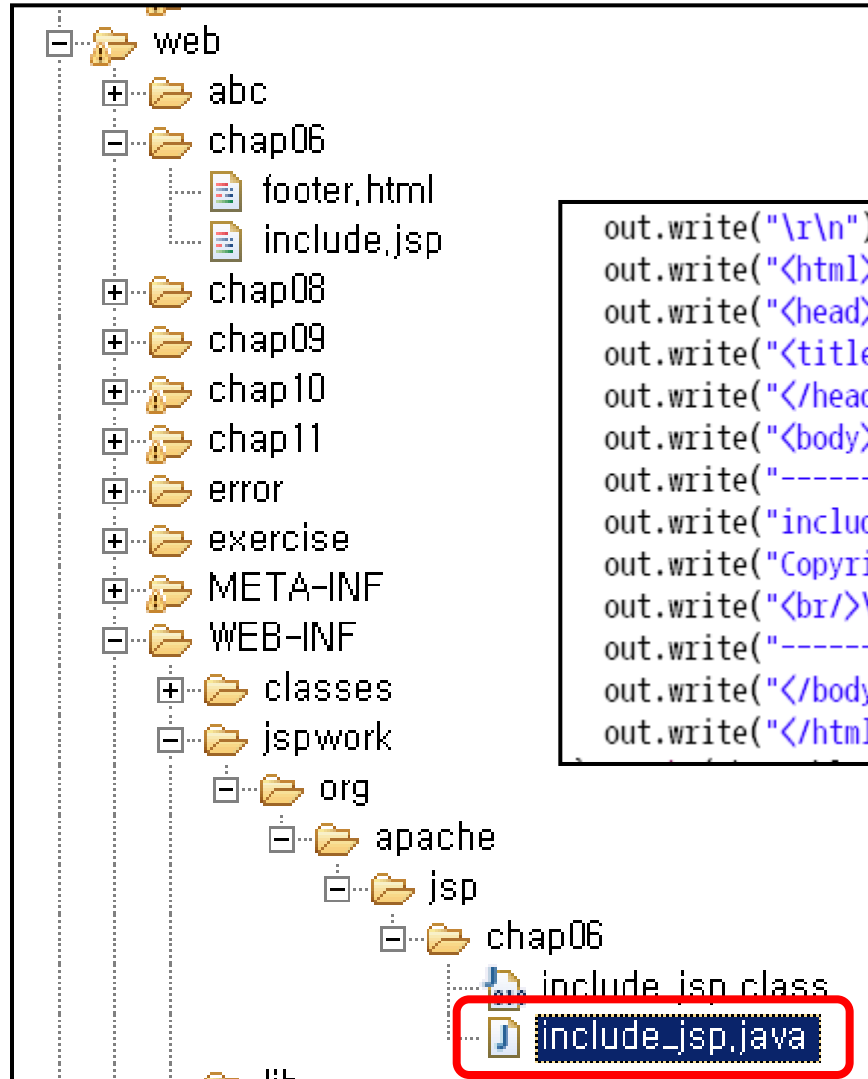 web
abc
chap06
footer.html
include.jsp
chap08
chap09
chap10
chap11
error
exercise
META-INF
WEB-INF
classes
jspwork
org
apache
jsp
chap06
include_jsp.class
include_jsp.java
lib
out.write("\r\n")
out.write("<html>
out.write("<head>
out.write("<title
out.write("</head
out.write("<body>
out.write("------
out.write("includ
out.write("Copyri
out.write("<br/>\
out.write("------
out.write("</body
out.write("</html